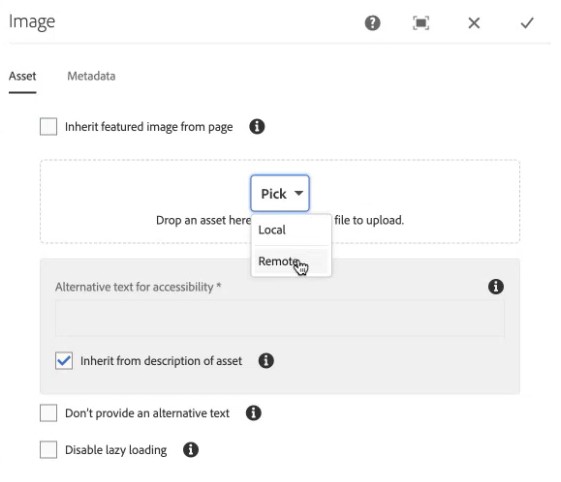 Image
Asset Metadata
Inherit featured image from page
Pick
Drop an asset here file to upload.
Local
Remote
Alternative text for accessibility *
Inherit from description of asset
Don't provide an alternative text
Disable lazy loading